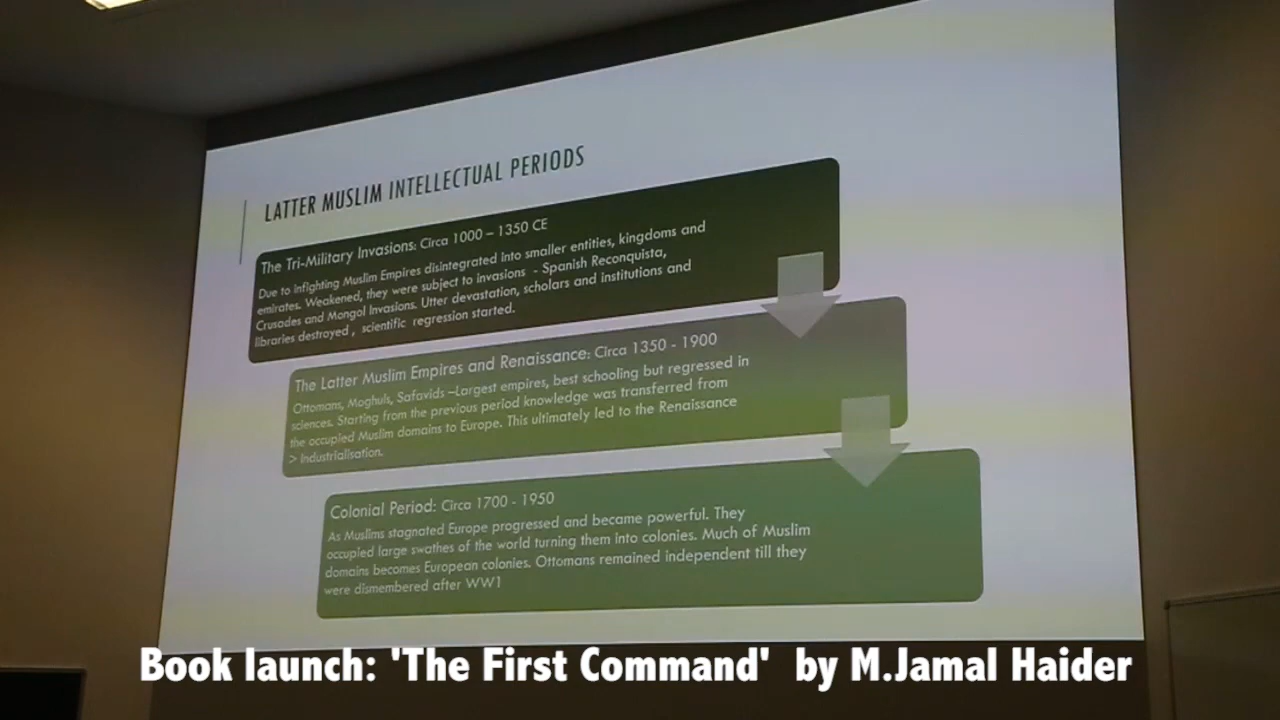 LATTER MUSLIM INTELLECTUAL PERIODS
The Tri-Military Invasions: Circa 1000 – 1350 CE
Due to infighting Muslim Empires disintegrated into smaller entities, kingdoms and
emirates. Weakened, they were subject to invasions - Spanish Reconquista,
Crusades and Mongol Invasions. Utter devastation, scholars and institutions and
libraries destroyed , scientific regression started.
The Latter Muslim Empires and Renaissance: Circa 1350 - 1900
Ottomans, Moghuls, Safavids –Largest empires, best schooling but regressed in
sciences. Starting from the previous period knowledge was transferred from
the occupied Muslim domains to Europe. This ultimately led to the Renaissance
> Industrialisation.
Colonial Period: Circa 1700 - 1950
As Muslims stagnated Europe progressed and became powerful. They
occupied large swathes of the world turning them into colonies. Much of Muslim
domains becomes European colonies. Ottomans remained independent till they
were dismembered after WW1
Book launch: 'The First Command' by M.Jamal Haider